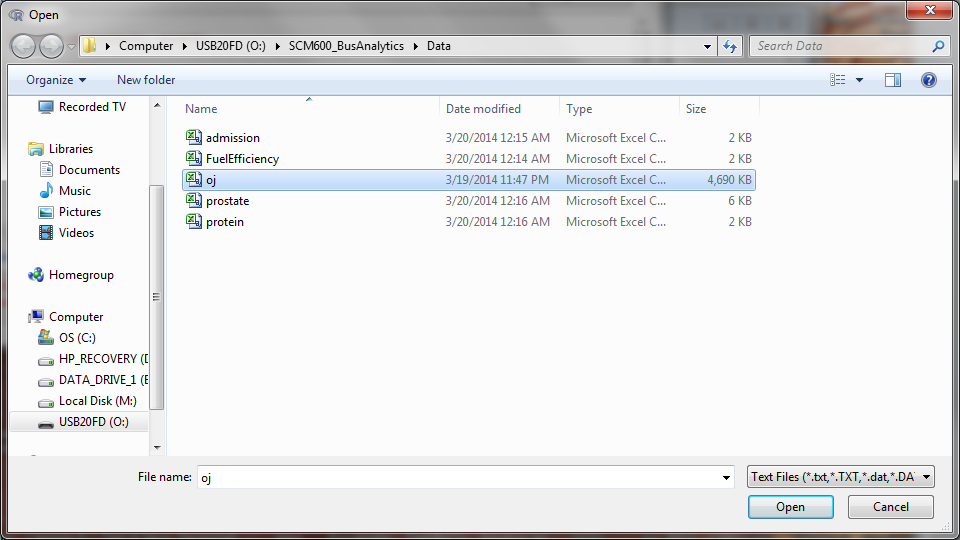 Open
Computer USB20FD (O:) SCM600_BusAnalytics Data Search Data
Organize New folder
Recorded TV
Libraries
Documents
Music
Pictures
Videos
Homegroup
Computer
OS (C:)
HP_RECOVERY (D
DATA_DRIVE_1 (E
Local Disk (M:)
USB20FD (O:)
Name Date modified Type Size
admission 3/20/2014 12:15 AM Microsoft Excel C... 2 KB
FuelEfficiency 3/20/2014 12:14 AM Microsoft Excel C... 2 KB
oj 3/19/2014 11:47 PM Microsoft Excel C... 4,690 KB
prostate 3/20/2014 12:16 AM Microsoft Excel C... 6 KB
protein 3/20/2014 12:16 AM Microsoft Excel C... 2 KB
File name: oj Text Files (*.txt,*.TXT,*.dat,*.DA
Open Cancel